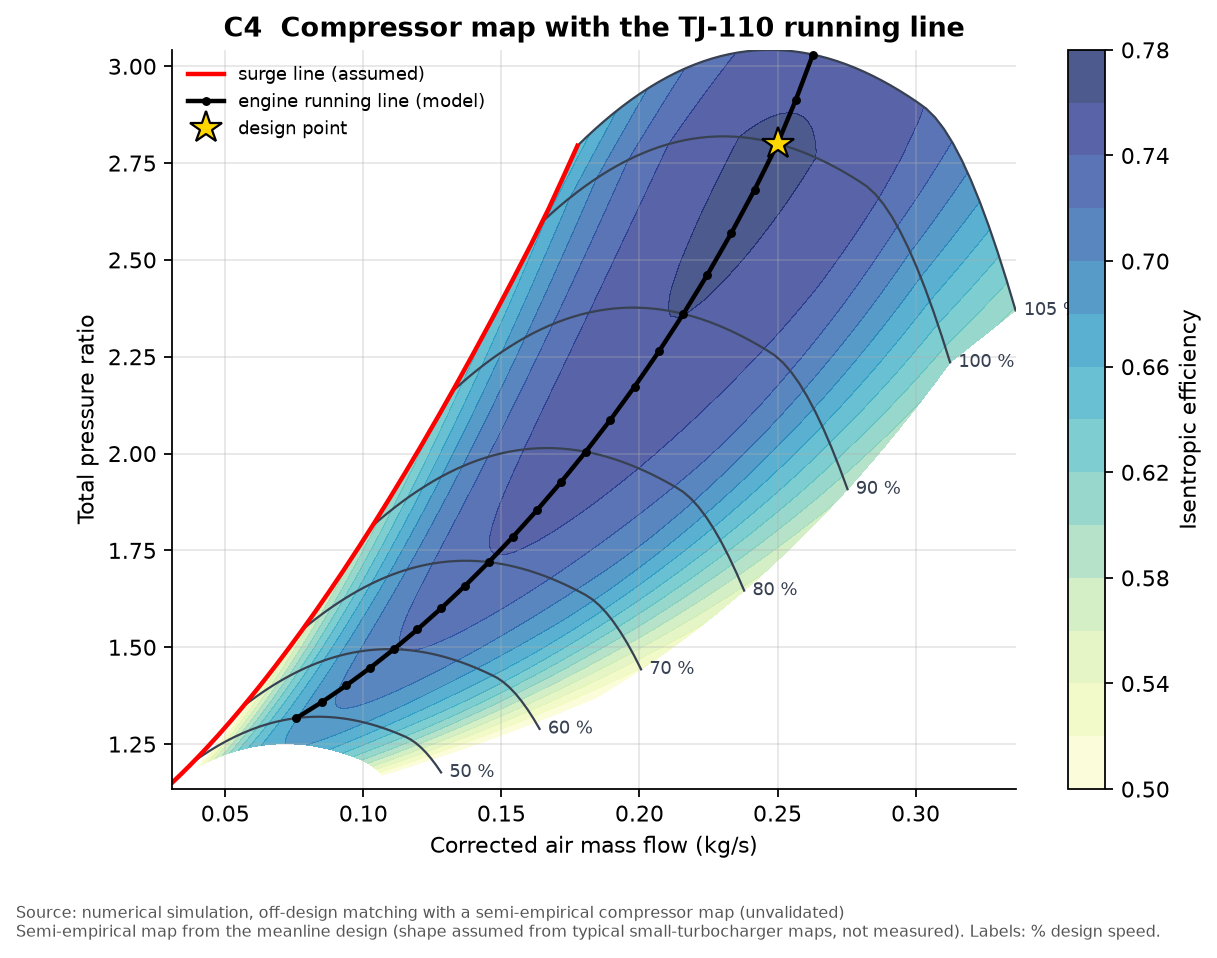 C4  Compressor map with the TJ-110 running line
surge line (assumed)
engine running line (model)
design point
Total pressure ratio
3.00
2.75
2.50
2.25
2.00
1.75
1.50
1.25
105 %
100 %
90 %
80 %
70 %
60 %
50 %
0.05 0.10 0.15 0.20 0.25 0.30
Corrected air mass flow (kg/s)
0.78
0.74
0.70
0.66
0.62
0.58
0.54
0.50
Isentropic efficiency
Source: numerical simulation, off-design matching with a semi-empirical compressor map (unvalidated)
Semi-empirical map from the meanline design (shape assumed from typical small-turbocharger maps, not measured). Labels: % design speed.